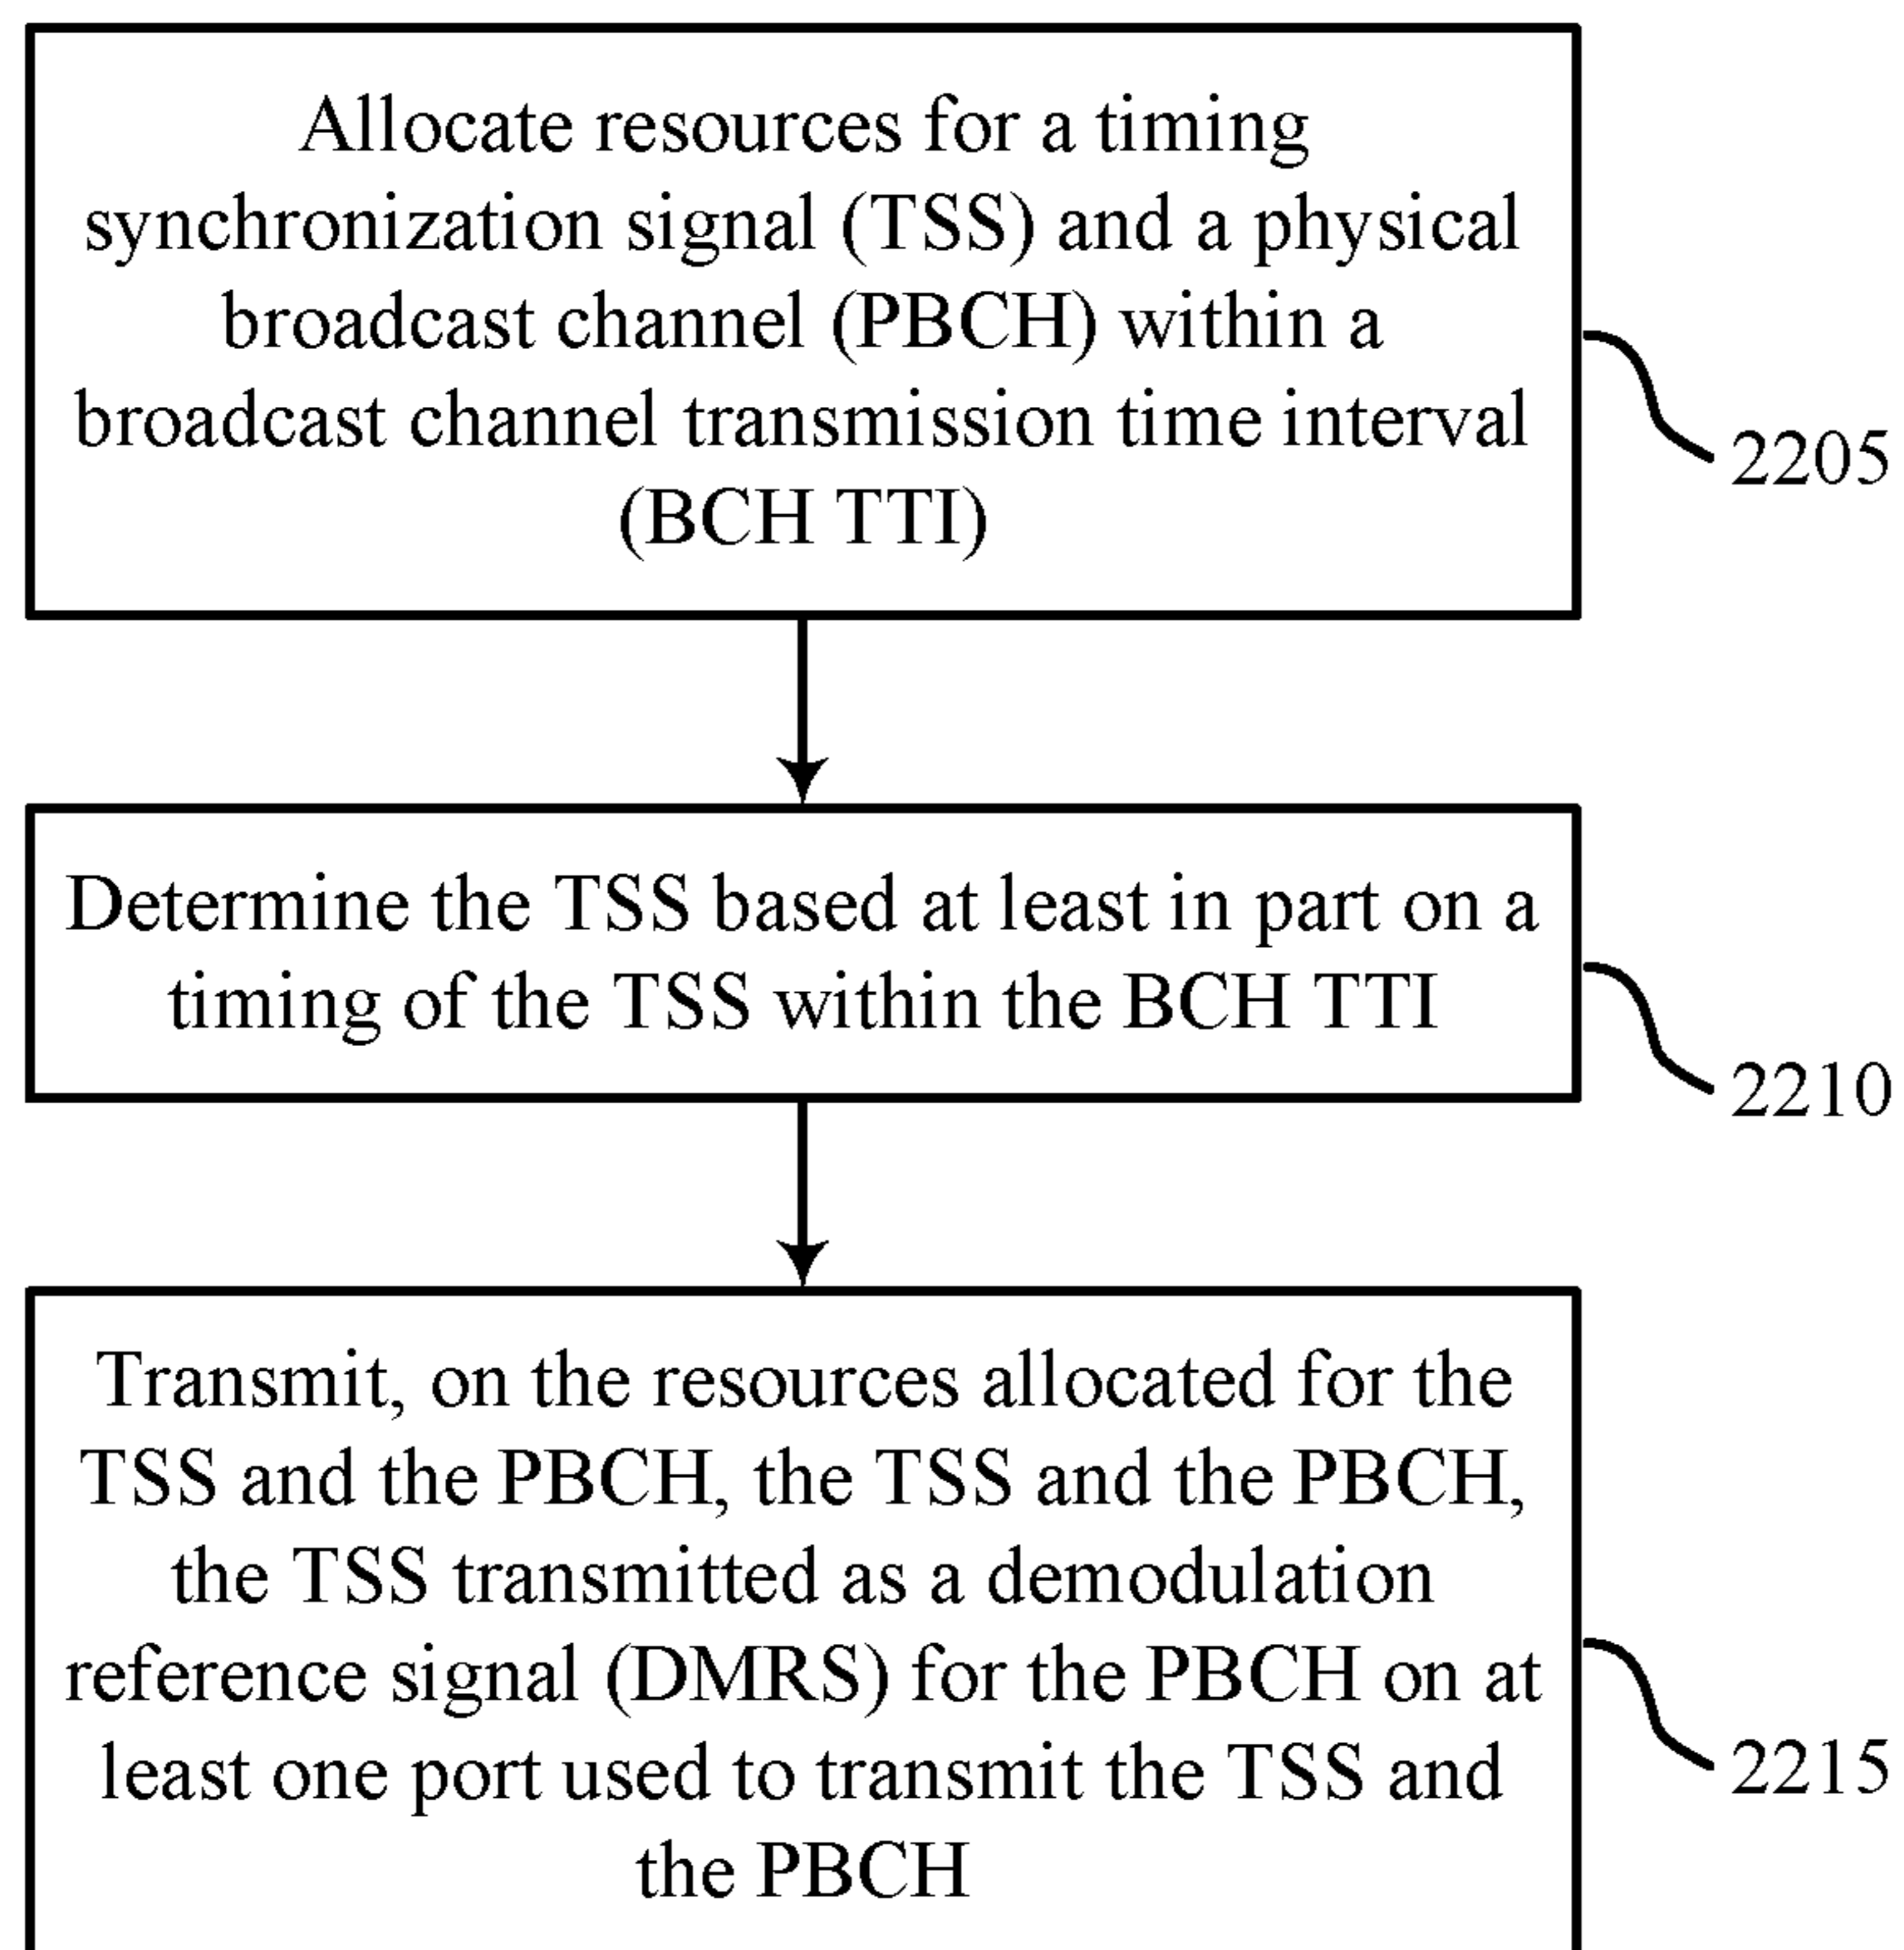 Allocate resources for a timing
synchronization signal (TSS) and a physical
broadcast channel (PBCH) within a
broadcast channel transmission time interval
(BCH TTI)
2205
Determine the TSS based at least in part on a
timing of the TSS within the BCH TTI
2210
Transmit, on the resources allocated for the
TSS and the PBCH, the TSS and the PBCH,
the TSS transmitted as a demodulation
reference signal (DMRS) for the PBCH on at
least one port used to transmit the TSS and
the PBCH
2215